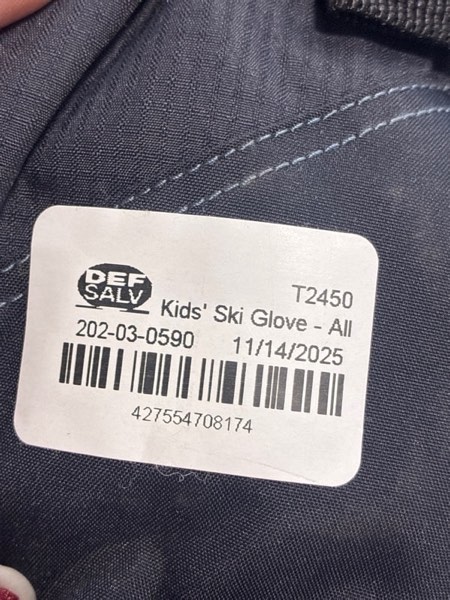 DEF
SALV
T2450
Kids' Ski Glove - All
202-03-0590 11/14/2025
427554708174